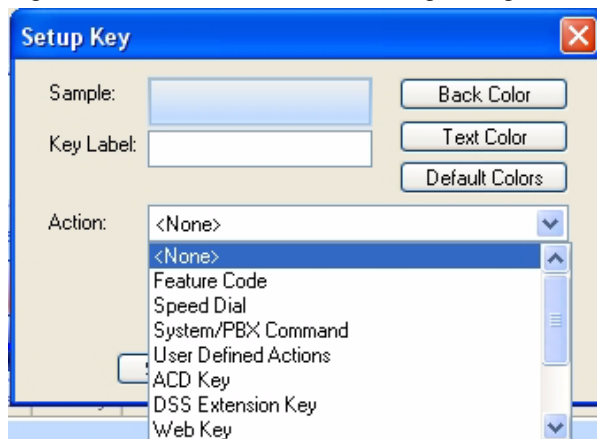 Setup Key
Sample:
Back Color
Key Label:
Text Color
Default Colors
Action:
<None>
<None>
Feature Code
Speed Dial
System/PBX Command
User Defined Actions
ACD Key
DSS Extension Key
Web Key